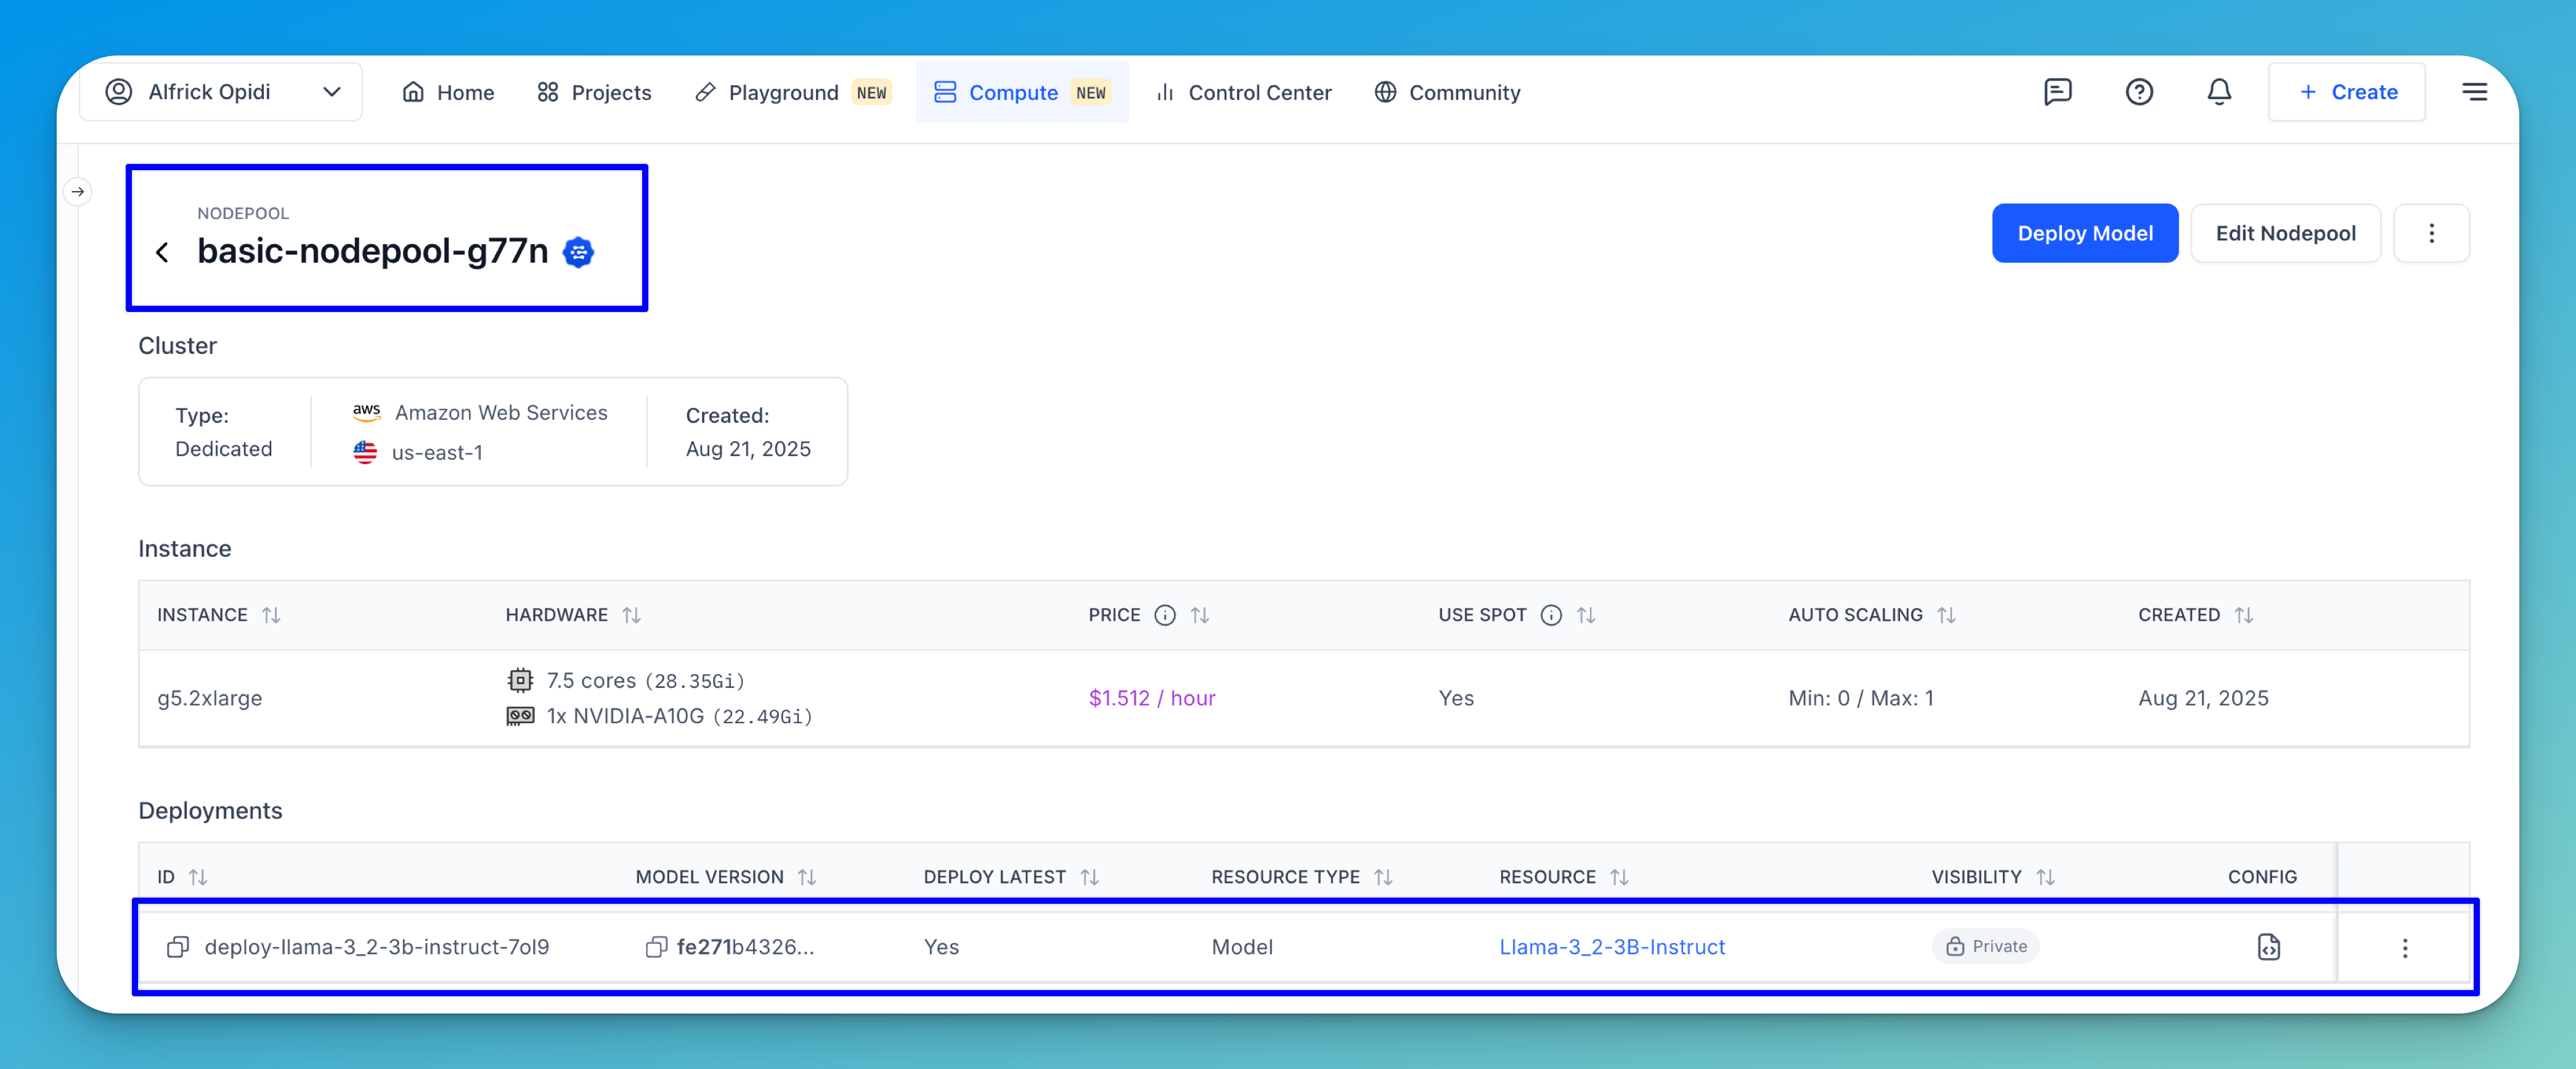 Alfrick Opidi Home Projects Playground NEW Compute NEW Control Center Community + Create
NODEPOOL
basic-nodepool-g77n
Deploy Model Edit Nodepool
Cluster
Type:
Dedicated
aws Amazon Web Services
us-east-1
Created:
Aug 21, 2025
Instance
INSTANCE HARDWARE PRICE USE SPOT AUTO SCALING CREATED
g5.2xlarge 7.5 cores (28.35Gi) $1.512 / hour Yes Min: 0 / Max: 1 Aug 21, 2025
1x NVIDIA-A10G (22.49Gi)
Deployments
ID MODEL VERSION DEPLOY LATEST RESOURCE TYPE RESOURCE VISIBILITY CONFIG
deploy-llama-3_2-3b-instruct-7ol9 fe271b4326... Yes Model Llama-3_2-3B-Instruct Private